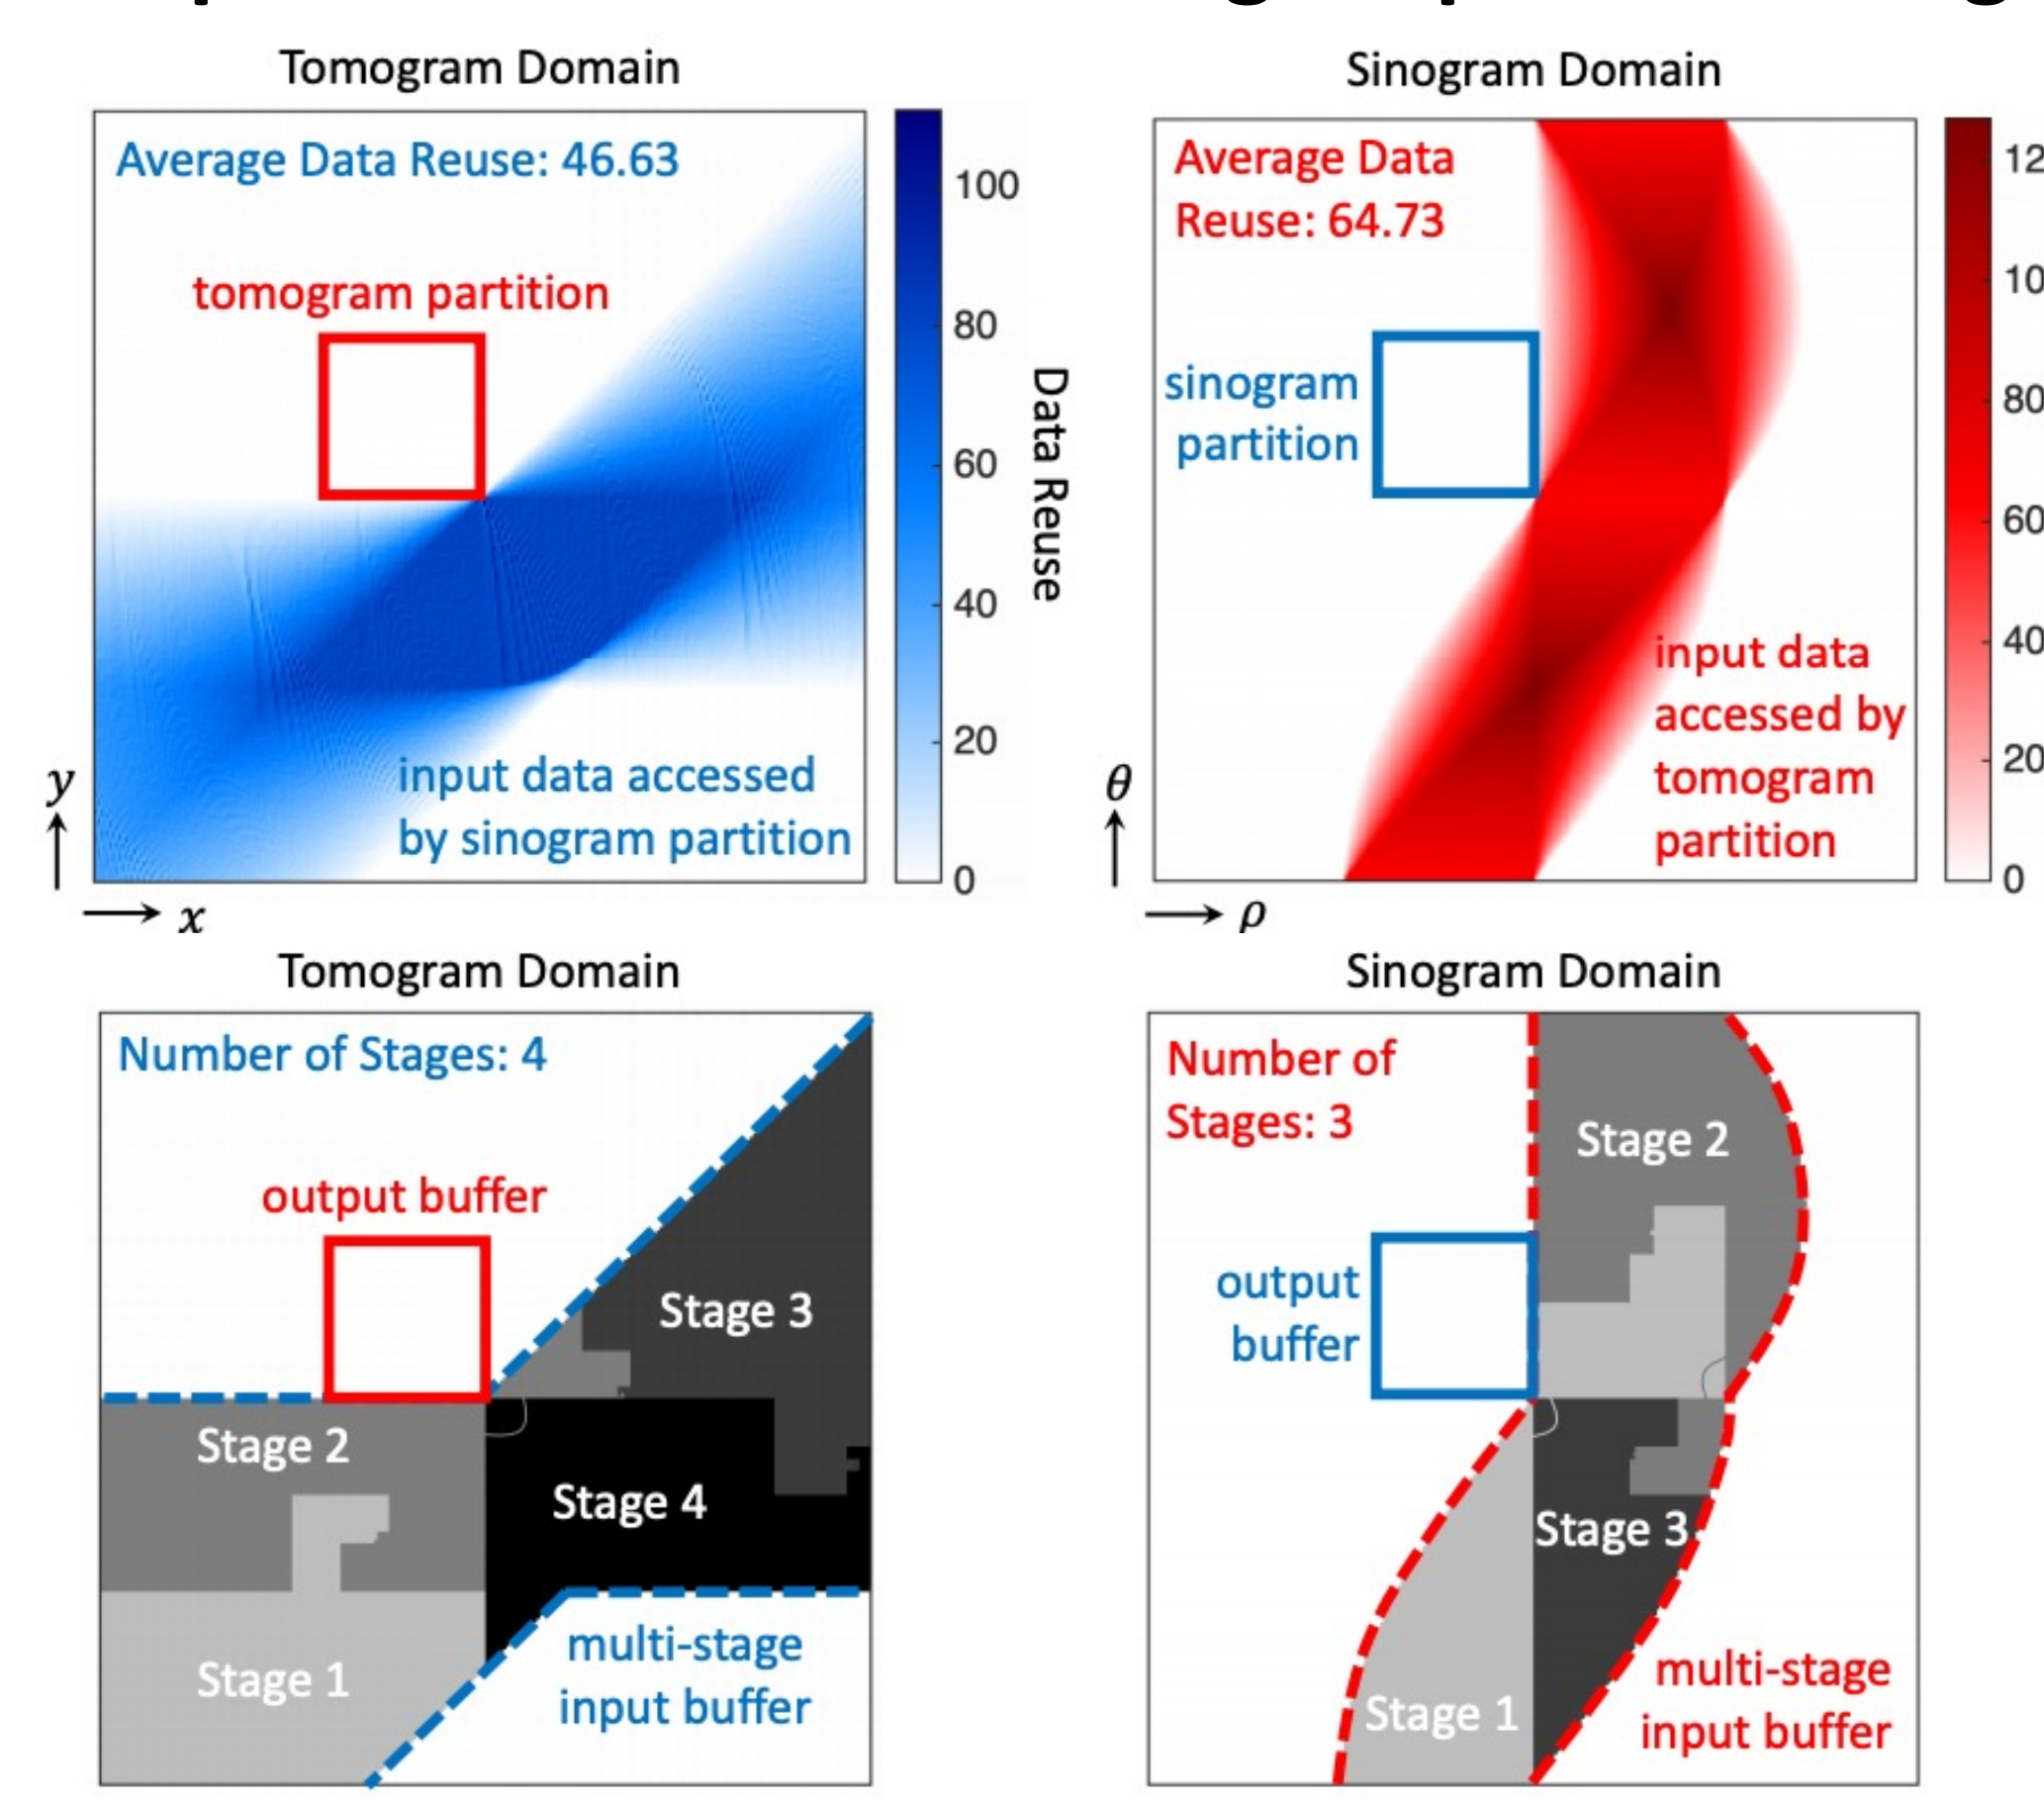 Tomogram Domain
Average Data Reuse: 46.63
tomogram partition
input data accessed
by sinogram partition
y
x
100
80
60
40
20
0
Data Reuse
Sinogram Domain
Average Data
Reuse: 64.73
sinogram
partition
input data
accessed by
tomogram
partition
θ
ρ
80
60
40
20
0
Tomogram Domain
Number of Stages: 4
output buffer
Stage 3
Stage 2
Stage 4
Stage 1
multi-stage
input buffer
Sinogram Domain
Number of
Stages: 3
Stage 2
output
buffer
Stage 3
Stage 1
multi-stage
input buffer